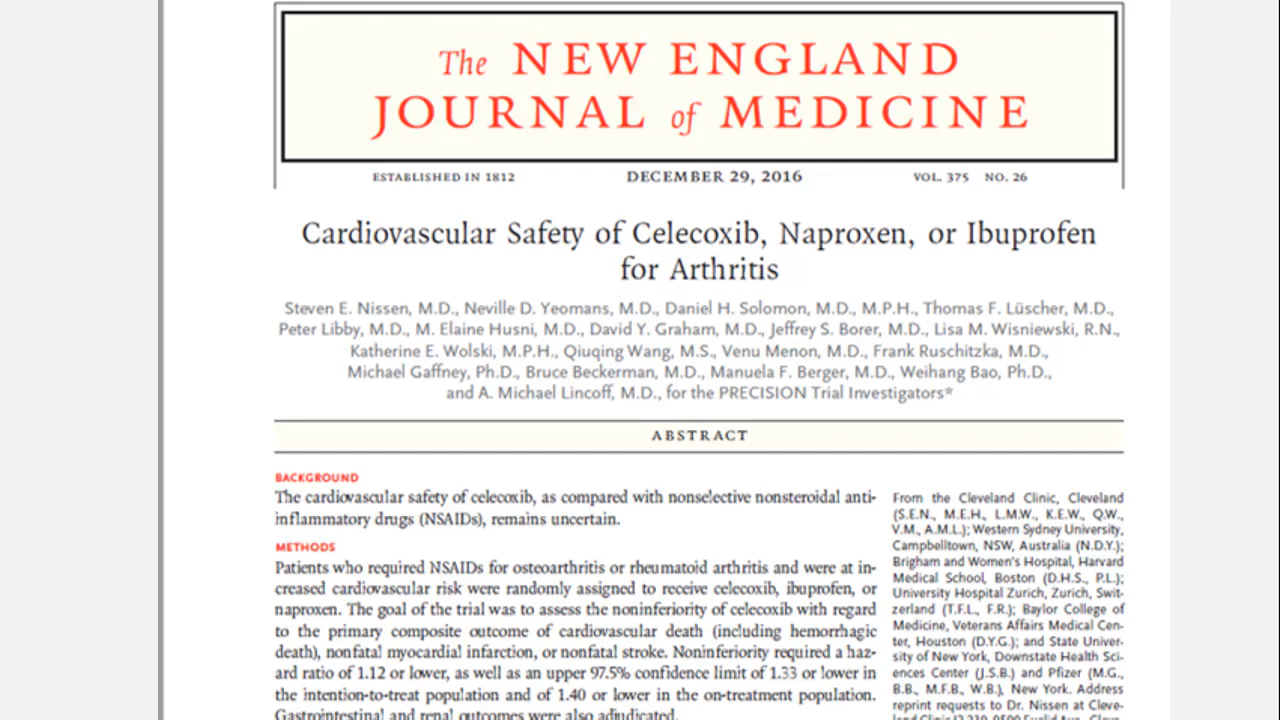 The NEW ENGLAND
JOURNAL of MEDICINE
ESTABLISHED IN 1812
DECEMBER 29, 2016
VOL. 375 NO. 26
Cardiovascular Safety of Celecoxib, Naproxen, or Ibuprofen
for Arthritis
Steven E. Nissen, M.D., Neville D. Yeomans, M.D., Daniel H. Solomon, M.D., M.P.H., Thomas F. Lüscher, M.D.,
Peter Libby, M.D., M. Elaine Husni, M.D., David Y. Graham, M.D., Jeffrey S. Borer, M.D., Lisa M. Wisniewski, R.N.,
Katherine E. Wolski, M.P.H., Qiuqing Wang, M.S., Venu Menon, M.D., Frank Ruschitzka, M.D.,
Michael Gaffney, Ph.D., Bruce Beckerman, M.D., Manuela F. Berger, M.D., Weihang Bao, Ph.D.,
and A. Michael Lincoff, M.D., for the PRECISION Trial Investigators*
ABSTRACT
BACKGROUND
The cardiovascular safety of celecoxib, as compared with nonselective nonsteroidal anti-
inflammatory drugs (NSAIDs), remains uncertain.
METHODS
Patients who required NSAIDs for osteoarthritis or rheumatoid arthritis and were at in-
creased cardiovascular risk were randomly assigned to receive celecoxib, ibuprofen, or
naproxen. The goal of the trial was to assess the noninferiority of celecoxib with regard
to the primary composite outcome of cardiovascular death (including hemorrhagic
death), nonfatal myocardial infarction, or nonfatal stroke. Noninferiority required a haz-
ard ratio of 1.12 or lower, as well as an upper 97.5% confidence limit of 1.33 or lower in
the intention-to-treat population and of 1.40 or lower in the on-treatment population.
Gastrointestinal and renal outcomes were also adjudicated.
From the Cleveland Clinic, Cleveland
(S.E.N., M.E.H., L.M.W., K.E.W., Q.W.,
V.M., A.M.L.); Western Sydney University,
Campbelltown, NSW, Australia (N.D.Y.);
Brigham and Women's Hospital, Harvard
Medical School, Boston (D.H.S., P.L.);
University Hospital Zurich, Zurich, Swit-
zerland (T.F.L., F.R.); Baylor College of
Medicine, Veterans Affairs Medical Cen-
ter, Houston (D.Y.G.); and State Univer-
sity of New York, Downstate Health Sci-
ences Center (J.S.B.) and Pfizer (M.G.,
B.B., M.F.B., W.B.), New York. Address
reprint requests to Dr. Nissen at Cleve-